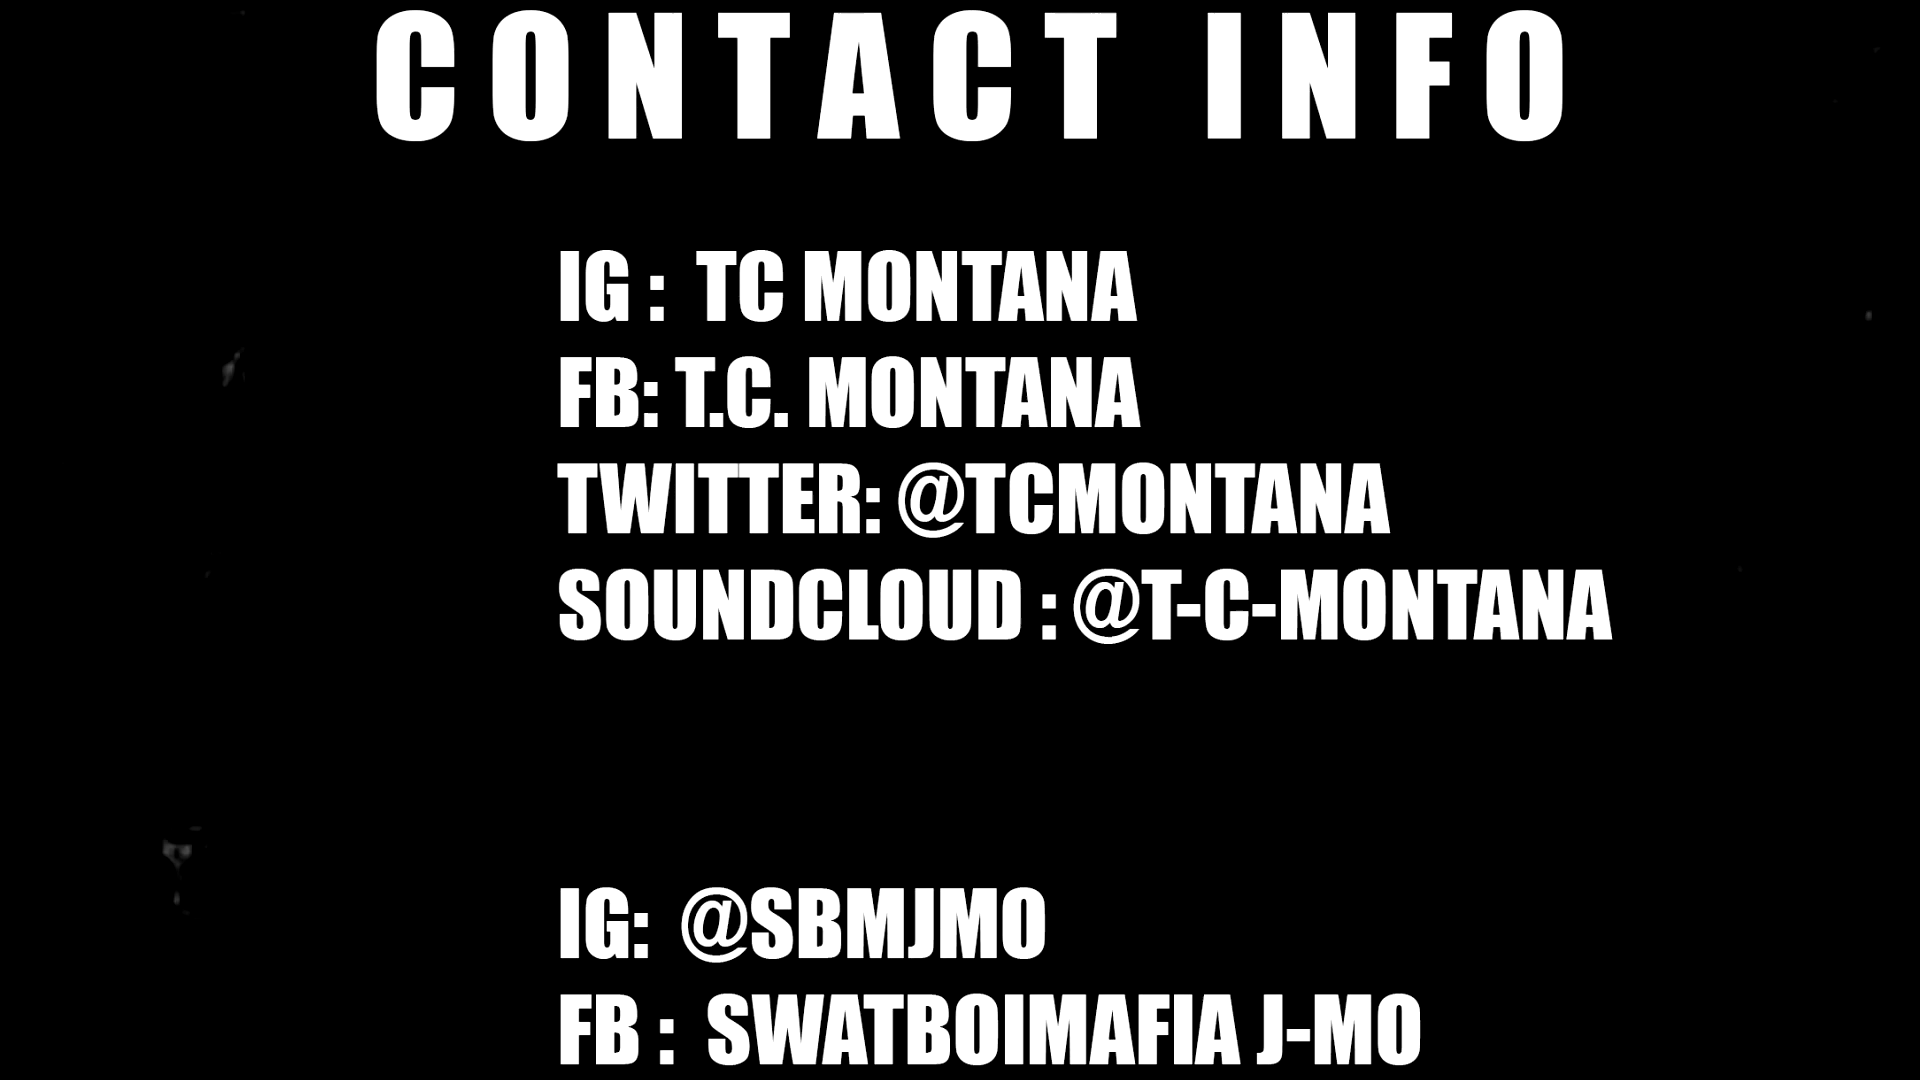 CONTACT INFO
IG : TC MONTANA
FB: T.C. MONTANA
TWITTER: @TCMONTANA
SOUNDCLOUD : @T-C-MONTANA
IG: @SBMJMO
FB : SWATBOIMAFIA J-MO